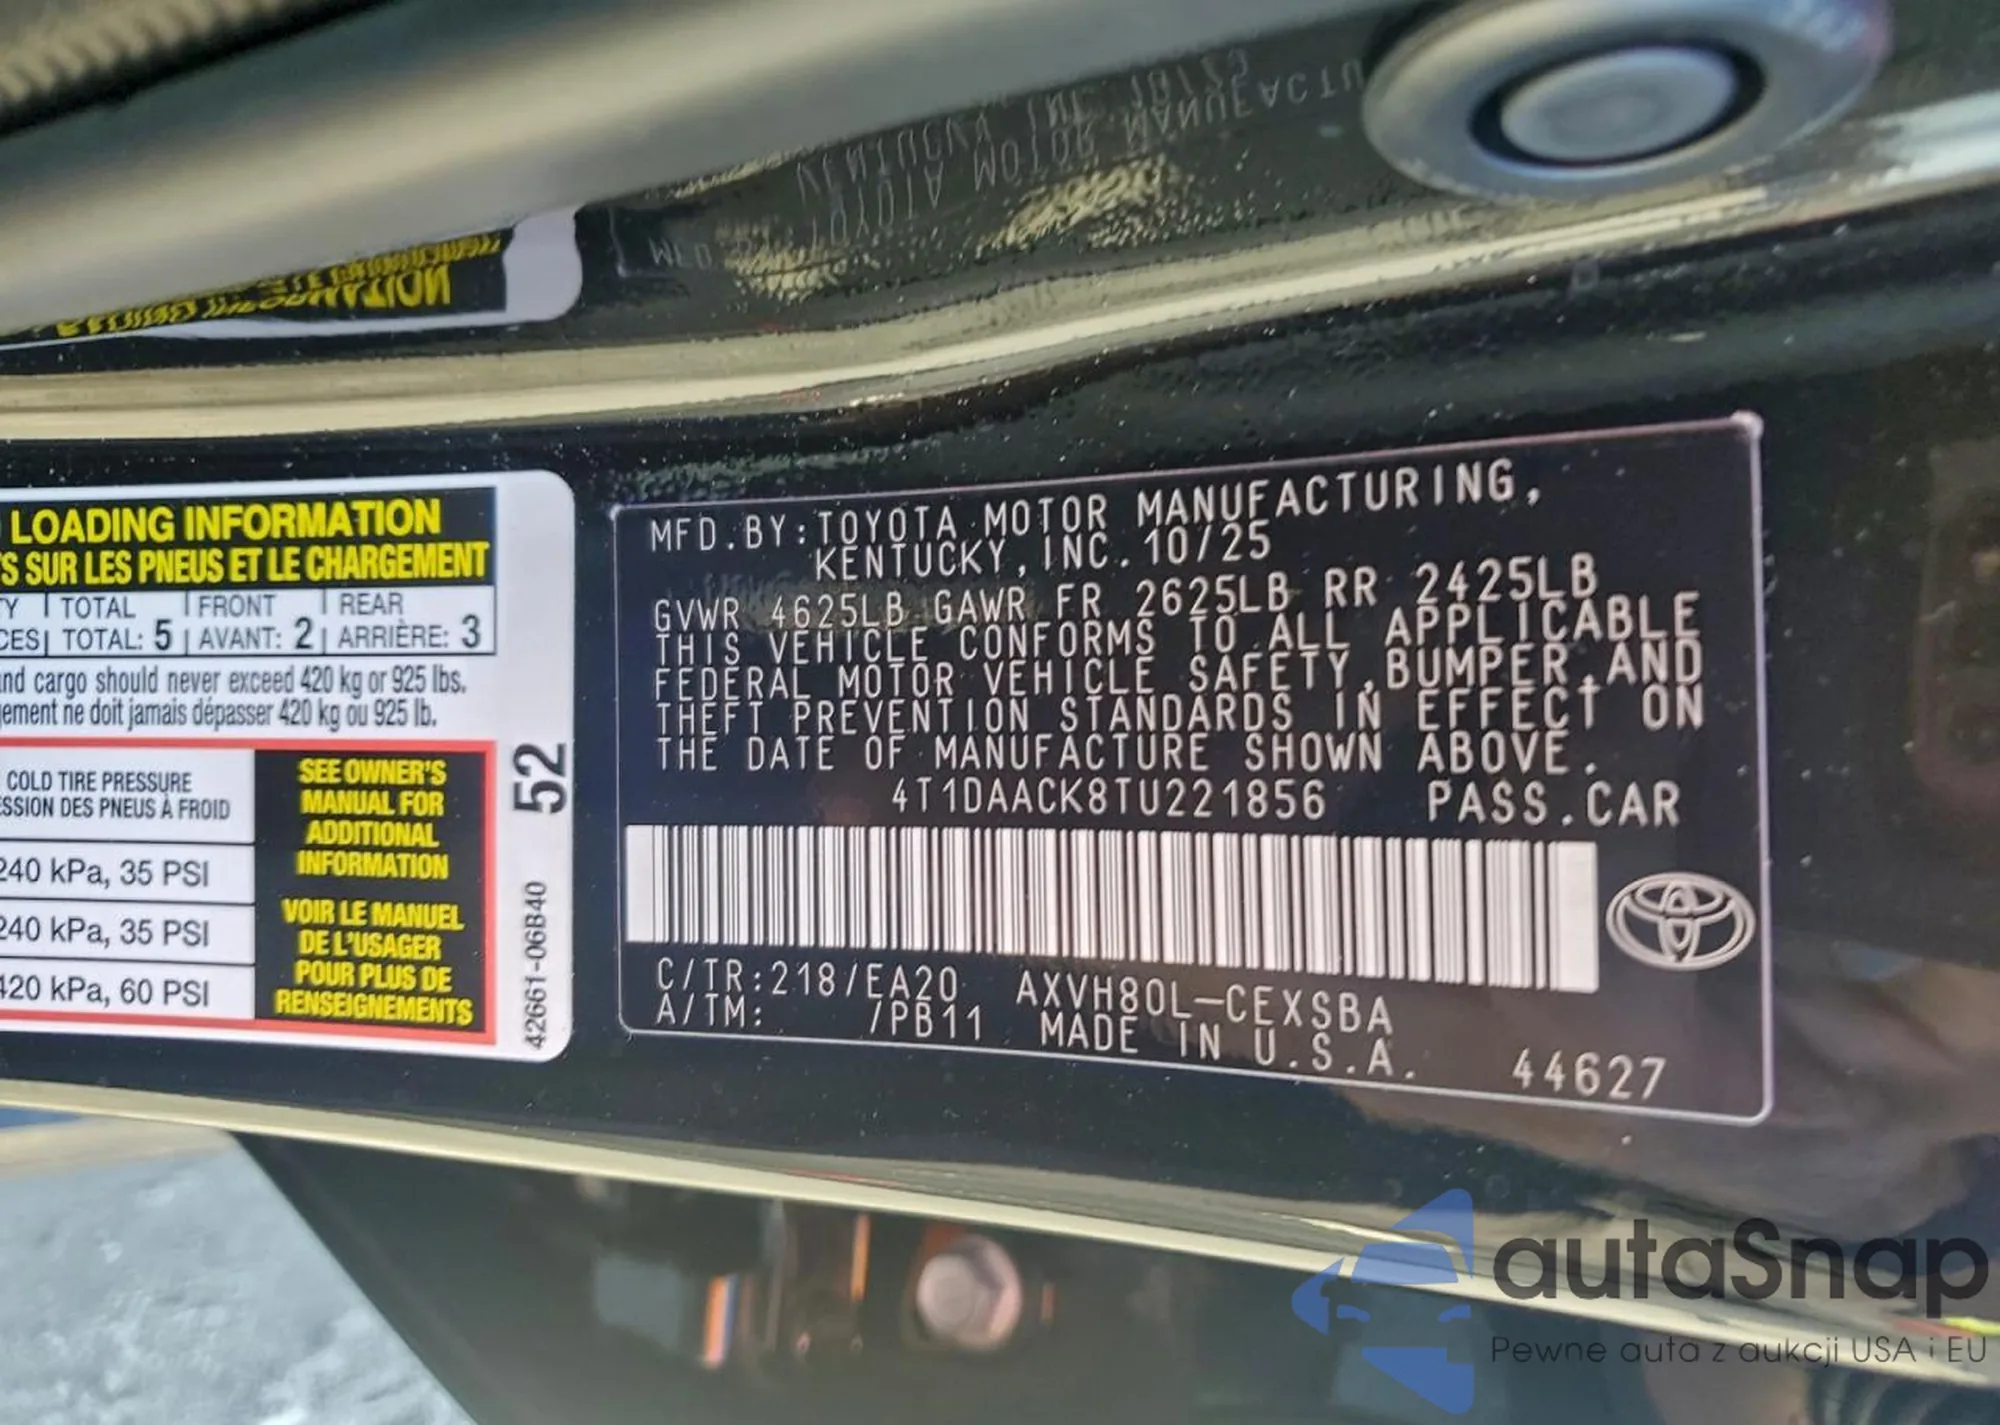 LOADING INFORMATION
S SUR LES PNEUS ET LE CHARGEMENT
TOTAL FRONT REAR
TOTAL: 5 AVANT: 2 ARRIÈRE: 3
and cargo should never exceed 420 kg or 925 lbs.
gement ne doit jamais dépasser 420 kg ou 925 lb.
COLD TIRE PRESSURE
ESSION DES PNEUS À FROID
240 kPa, 35 PSI
240 kPa, 35 PSI
420 kPa, 60 PSI
SEE OWNER'S
MANUAL FOR
ADDITIONAL
INFORMATION
VOIR LE MANUEL
DE L'USAGER
POUR PLUS DE
RENSEIGNEMENTS
52
42661-06B40
MFD.BY:TOYOTA MOTOR MANUFACTURING,
KENTUCKY,INC.10/25
GVWR 4625LB GAWR FR 2625LB RR 2425LB
THIS VEHICLE CONFORMS TO ALL APPLICABLE
FEDERAL MOTOR VEHICLE SAFETY,BUMPER,AND
THEFT PREVENTION STANDARDS IN EFFECT ON
THE DATE OF MANUFACTURE SHOWN ABOVE.
4T1DAACK8TU221856 PASS.CAR
C/TR:218/EA20 AXVH80L-CEXSBA
A/TM: /PB11 MADE IN U.S.A.
44627
autaSnap
Pewne auta z aukcji USA i EU